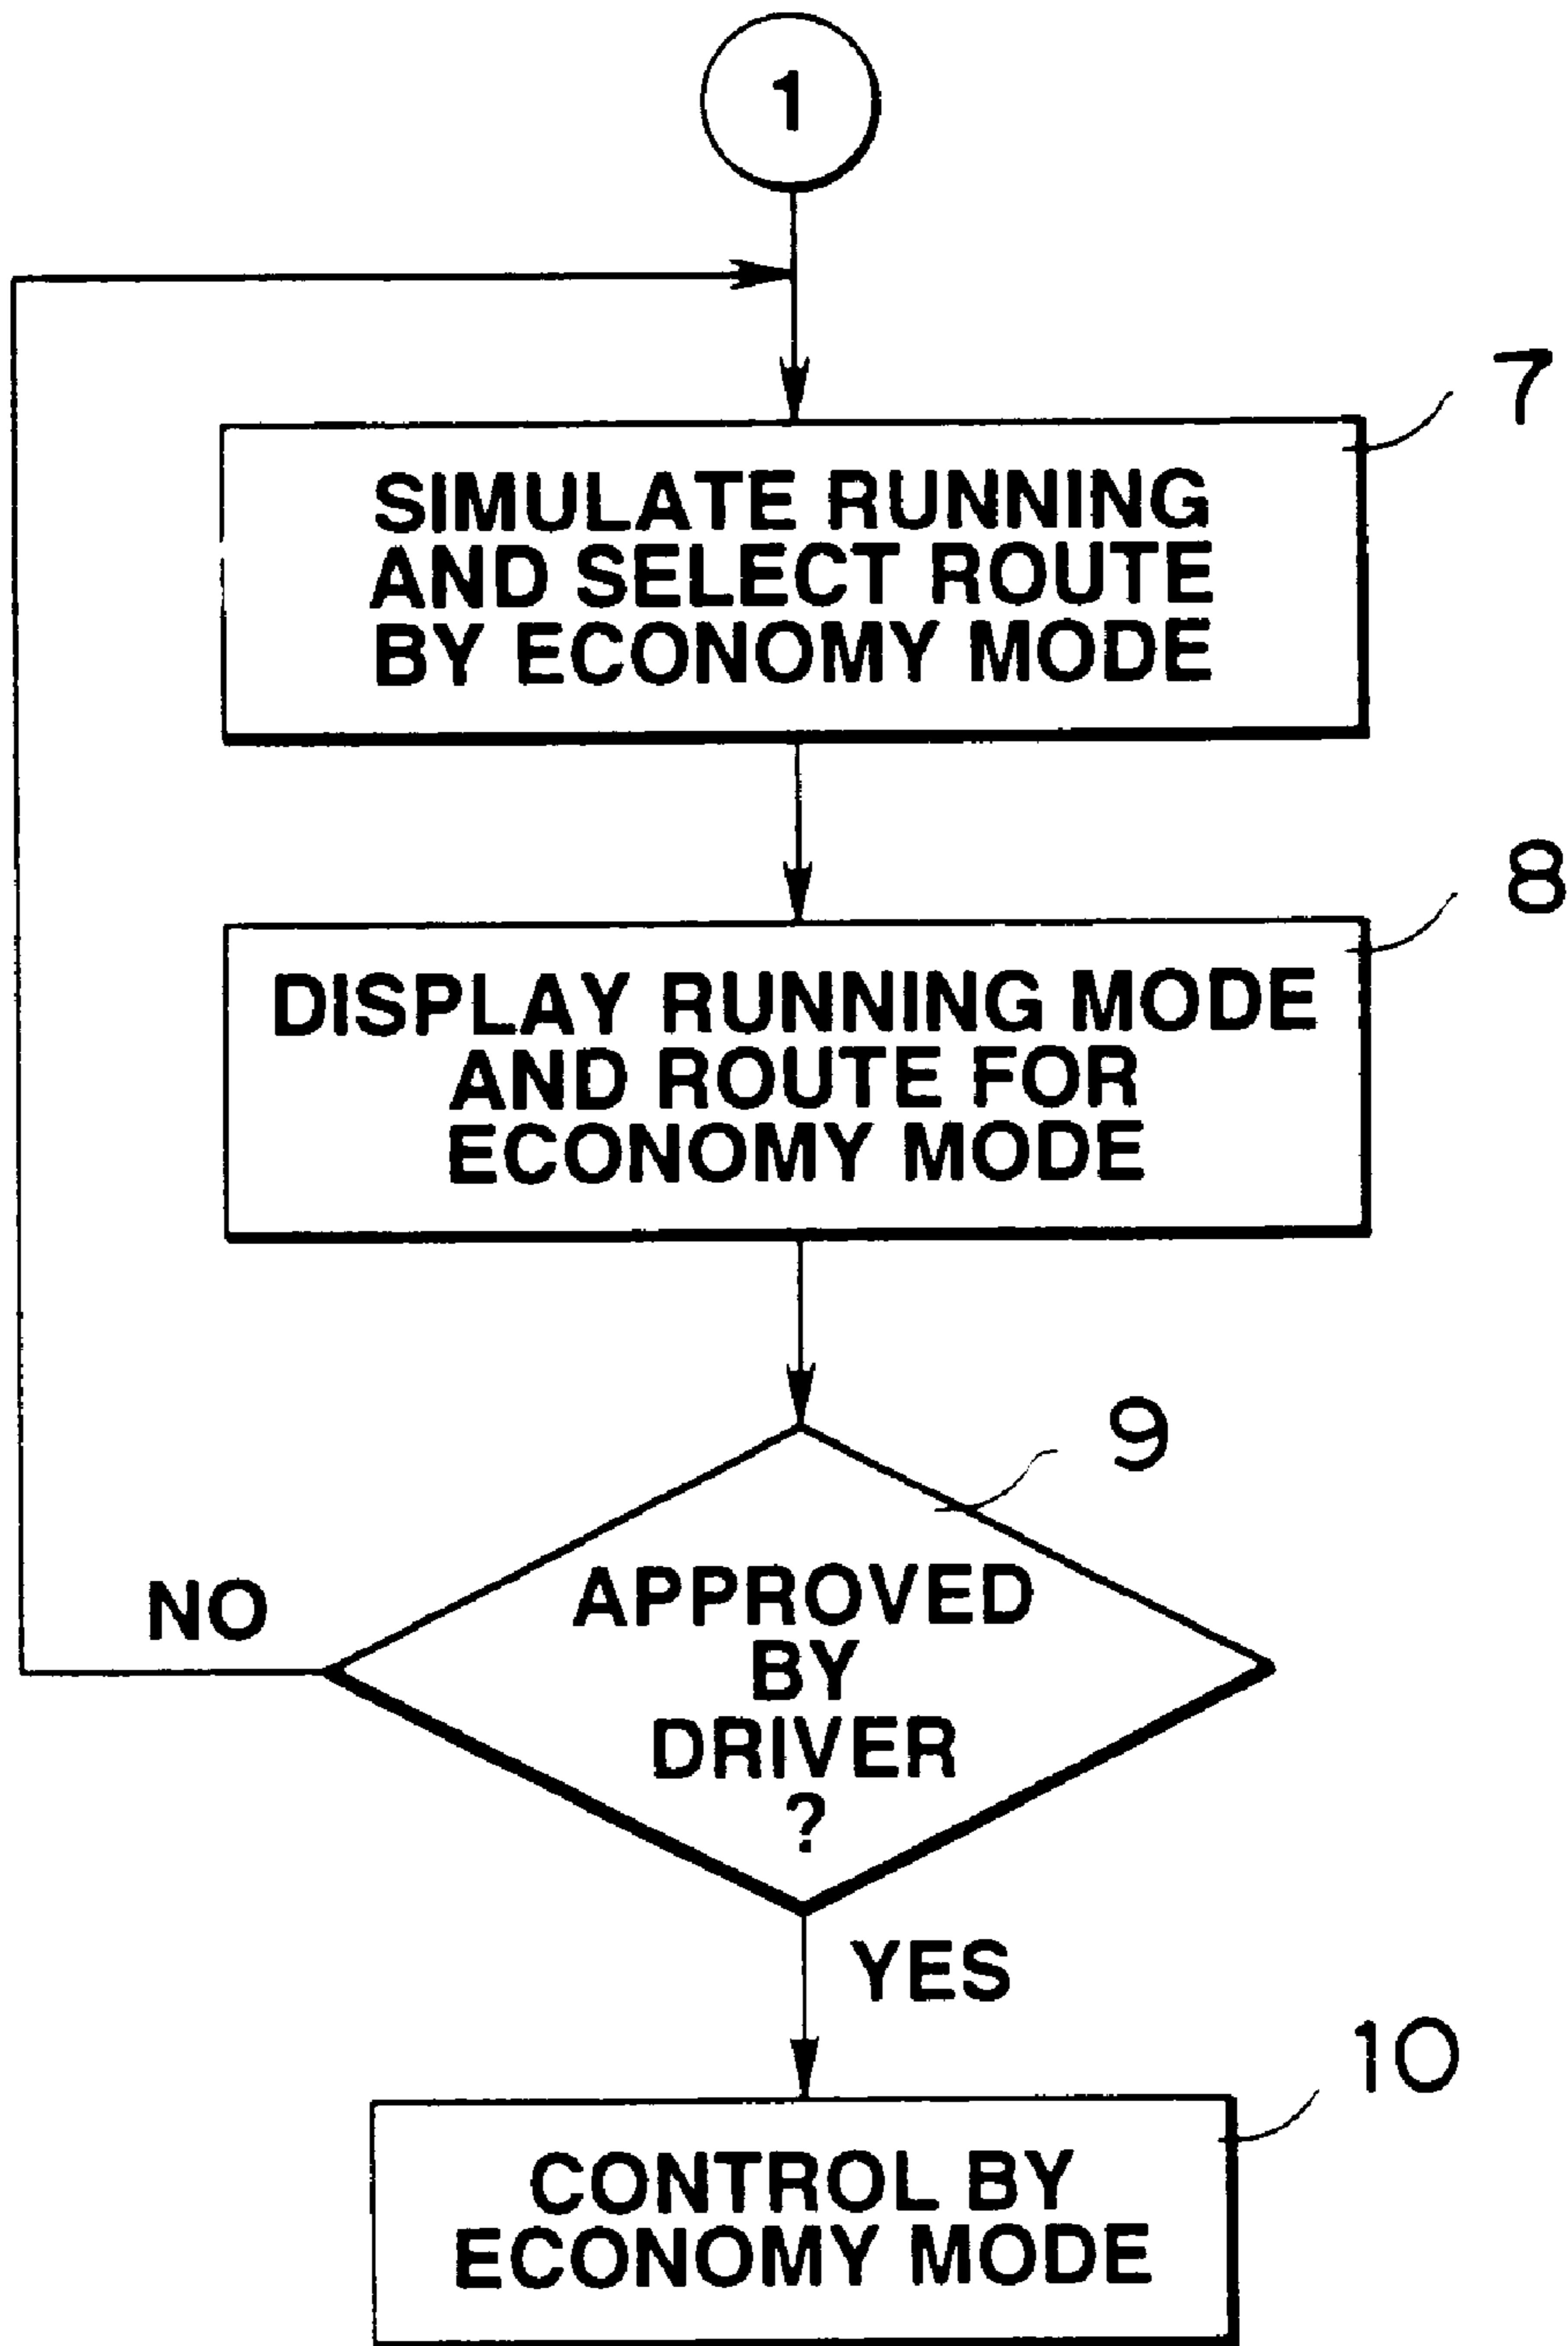 1
7
SIMULATE RUNNING
AND SELECT ROUTE
BY ECONOMY MODE
8
DISPLAY RUNNING MODE
AND ROUTE FOR
ECONOMY MODE
9
APPROVED
BY
DRIVER
?
NO
YES
10
CONTROL BY
ECONOMY MODE